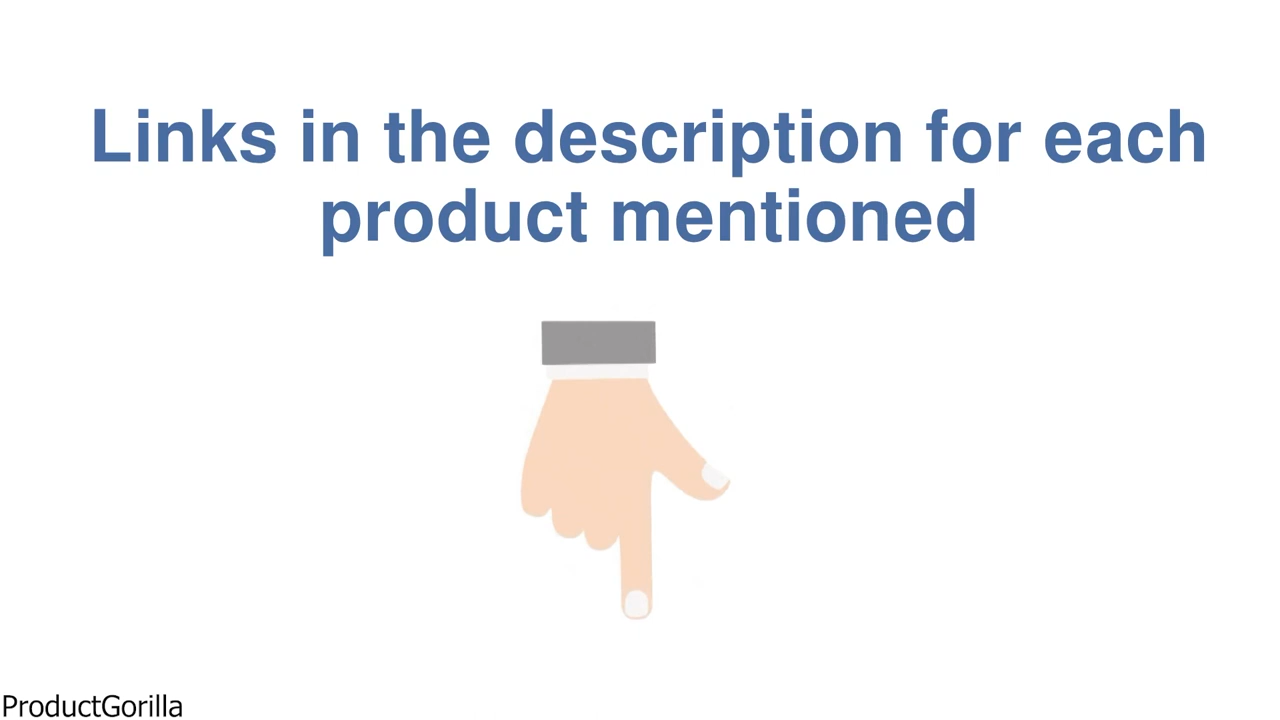 Links in the description for each
product mentioned
ProductGorilla